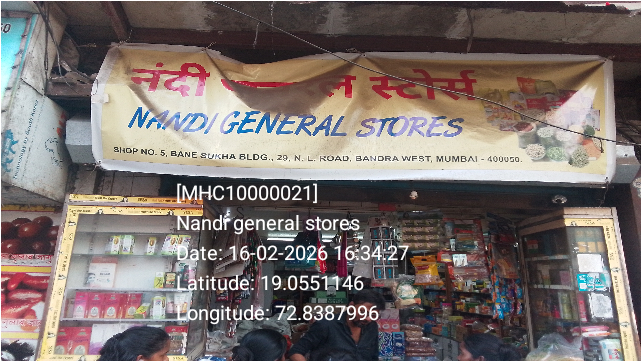 नंदी जनरल स्टोर्स
NANDI GENERAL STORES
SHOP NO. 5, BANE SUKHA BLDG., 29, N. L. ROAD, BANDRA WEST, MUMBAI - 400050.
[MHC10000021]
Nandi general stores
Date: 16-02-2026 16:34:27
Latitude: 19.0551146
Longitude: 72.8387996